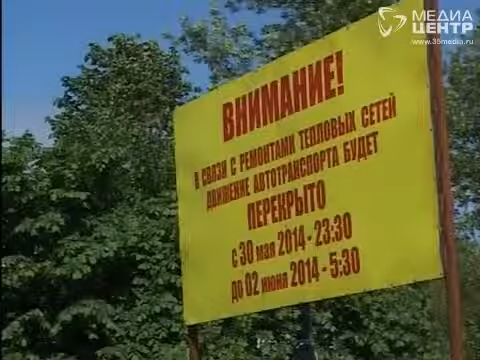 МЕДИА
ЦЕНТР
www.35media.ru
ВНИМАНИЕ!
В СВЯЗИ С РЕМОНТАМИ ТЕПЛОВЫХ СЕТЕЙ
ДВИЖЕНИЕ АВТОТРАНСПОРТА БУДЕТ
ПЕРЕКРЫТО
с 30 мая 2014 - 23:30
до 02 июня 2014 - 5:30